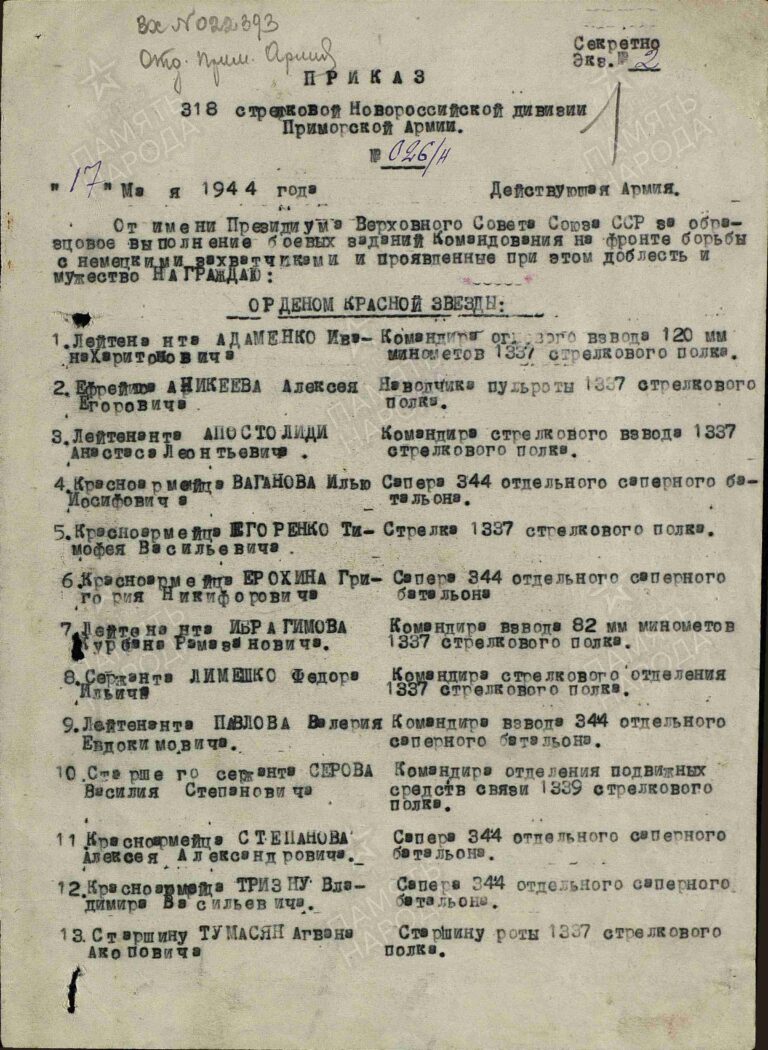 Вх №022393
Отд. Прим. Армия
Секретно
Экз. № 2
1
ПРИКАЗ
318 стрелковой Новороссийской дивизии
Приморской Армии.
№ 026/н
"17" Мая 1944 года Действующая Армия.
От имени Президиума Верховного Совета Союза ССР за обра-
зцовое выполнение боевых заданий Командования на фронте борьбы
с немецкими захватчиками и проявленные при этом доблесть и
мужество НАГРАЖДАЮ:
ОРДЕНОМ КРАСНОЙ ЗВЕЗДЫ:
1. Лейтенанта АДАМЕНКО Ива- Командира огневого взвода 120 мм
на Харитоновича минометов 1337 стрелкового полка.
2. Ефрейтора АНИКЕЕВА Алексея Наводчика пульроты 1337 стрелкового
Егоровича полка.
3. Лейтенанта АПОСТОЛИДИ Командира стрелкового взвода 1337
Анастаса Леонтьевича. стрелкового полка.
4. Красноармейца ВАГАНОВА Илью Сапера 344 отдельного саперного ба-
Иосифовича тальона.
5. Красноармейца ЕГОРЕНКО Ти- Стрелка 1337 стрелкового полка.
мофея Васильевича.
6. Красноармейца ЕРОХИНА Гри- Сапера 344 отдельного саперного
гория Никифоровича батальона
7. Лейтенанта ИБРАГИМОВА Командира взвода 82 мм минометов
Курбана Рамазановича. 1337 стрелкового полка.
8. Сержанта ЛИМЕШКО Федора Командира стрелкового отделения
Ильича 1337 стрелкового полка.
9. Лейтенанта ПАВЛОВА Валерия Командира взвода 344 отдельного
Евдокимовича. саперного батальона.
10. Старшего сержанта СЕРОВА Командира отделения подвижных
Василия Степановича средств связи 1339 стрелкового
полка.
11. Красноармейца СТЕПАНОВА Сапера 344 отдельного саперного
Алексея Александровича. батальона.
12. Красноармейца ТРИЗНУ Вла- Сапера 344 отдельного саперного
димира Васильевича. батальона.
13. Старшину ТУМАСЯН Агвана Старшину роты 1337 стрелкового
Акоповича полка.